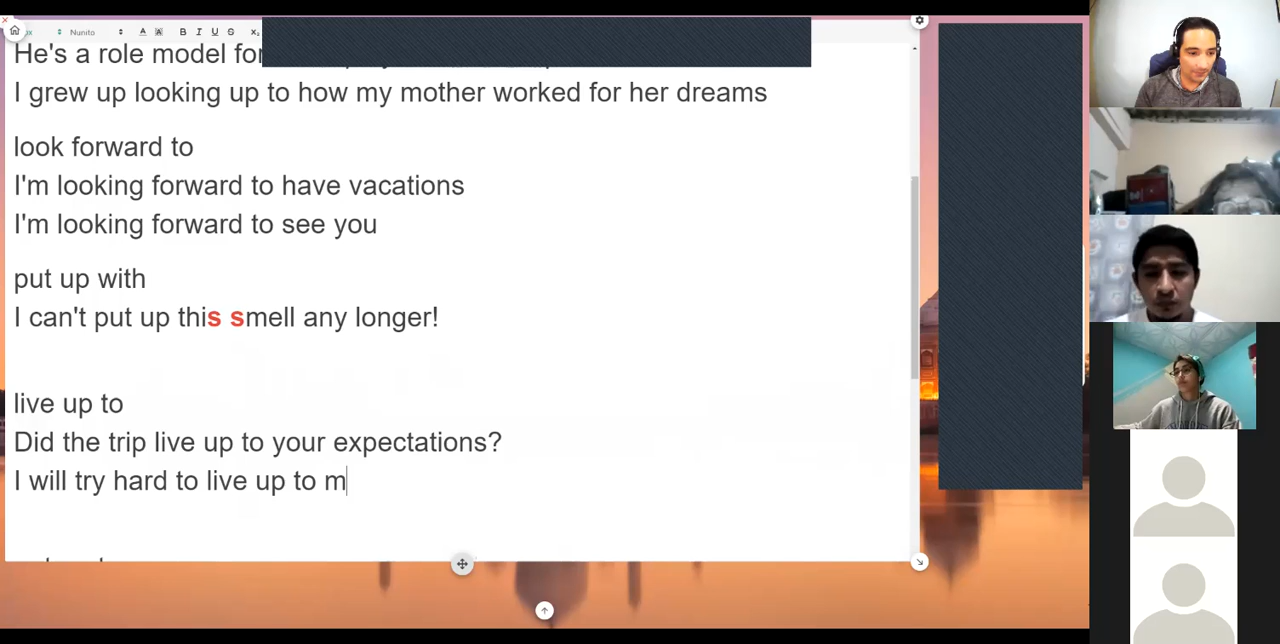 Nunito
B I U S X₂
He's a role model for
I grew up looking up to how my mother worked for her dreams
look forward to
I'm looking forward to have vacations
I'm looking forward to see you
put up with
I can't put up this smell any longer!
live up to
Did the trip live up to your expectations?
I will try hard to live up to m